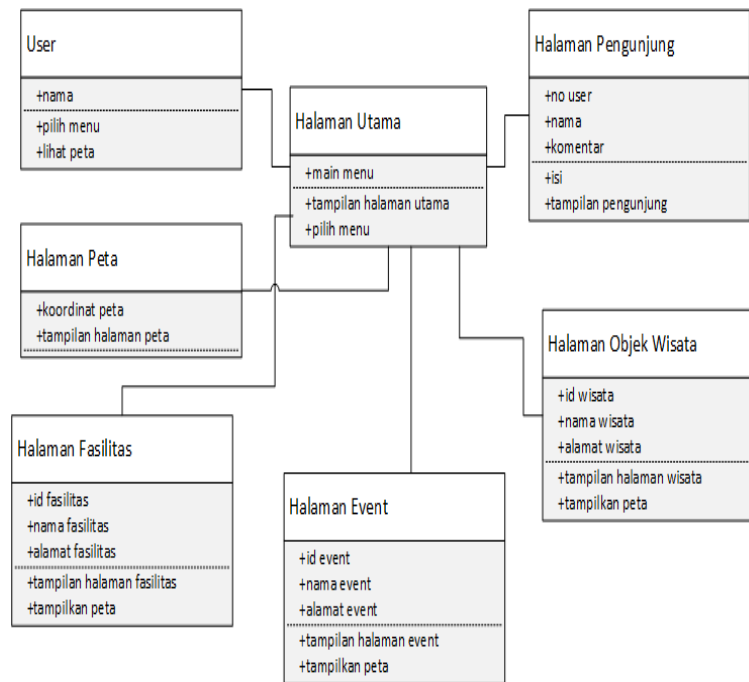 User
+nama
+pilih menu
+lihat peta
Halaman Utama
+main menu
+tampilan halaman utama
+pilih menu
Halaman Pengunjung
+no user
+nama
+komentar
+isi
+tampilan pengunjung
Halaman Peta
+koordinat peta
+tampilan halaman peta
Halaman Objek Wisata
+id wisata
+nama wisata
+alamat wisata
+tampilan halaman wisata
+tampilkan peta
Halaman Fasilitas
+id fasilitas
+nama fasilitas
+alamat fasilitas
+tampilan halaman fasilitas
+tampilkan peta
Halaman Event
+id event
+nama event
+alamat event
+tampilan halaman event
+tampilkan peta